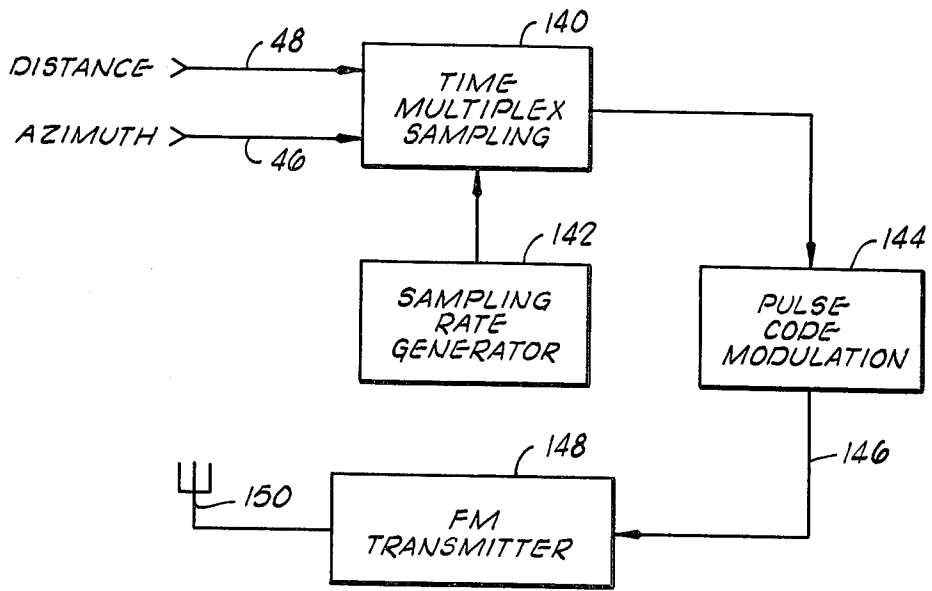 140
48
DISTANCE
TIME
MULTIPLEX
SAMPLING
AZIMUTH
46
142
144
SAMPLING
RATE
GENERATOR
PULSE
CODE
MODULATION
148
146
150
FM
TRANSMITTER